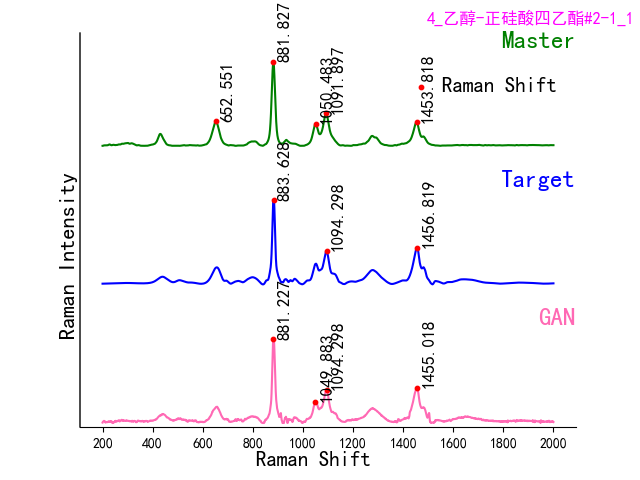 4_乙醇-正硅酸四乙酯#2-1_1
Master
Raman Shift
652.551
881.827
1050.483
1091.897
1453.818
Target
883.628
1094.298
1456.819
GAN
881.227
1049.883
1094.298
1455.018
Raman Intensity
200 400 600 800 1000 1200 1400 1600 1800 2000
Raman Shift